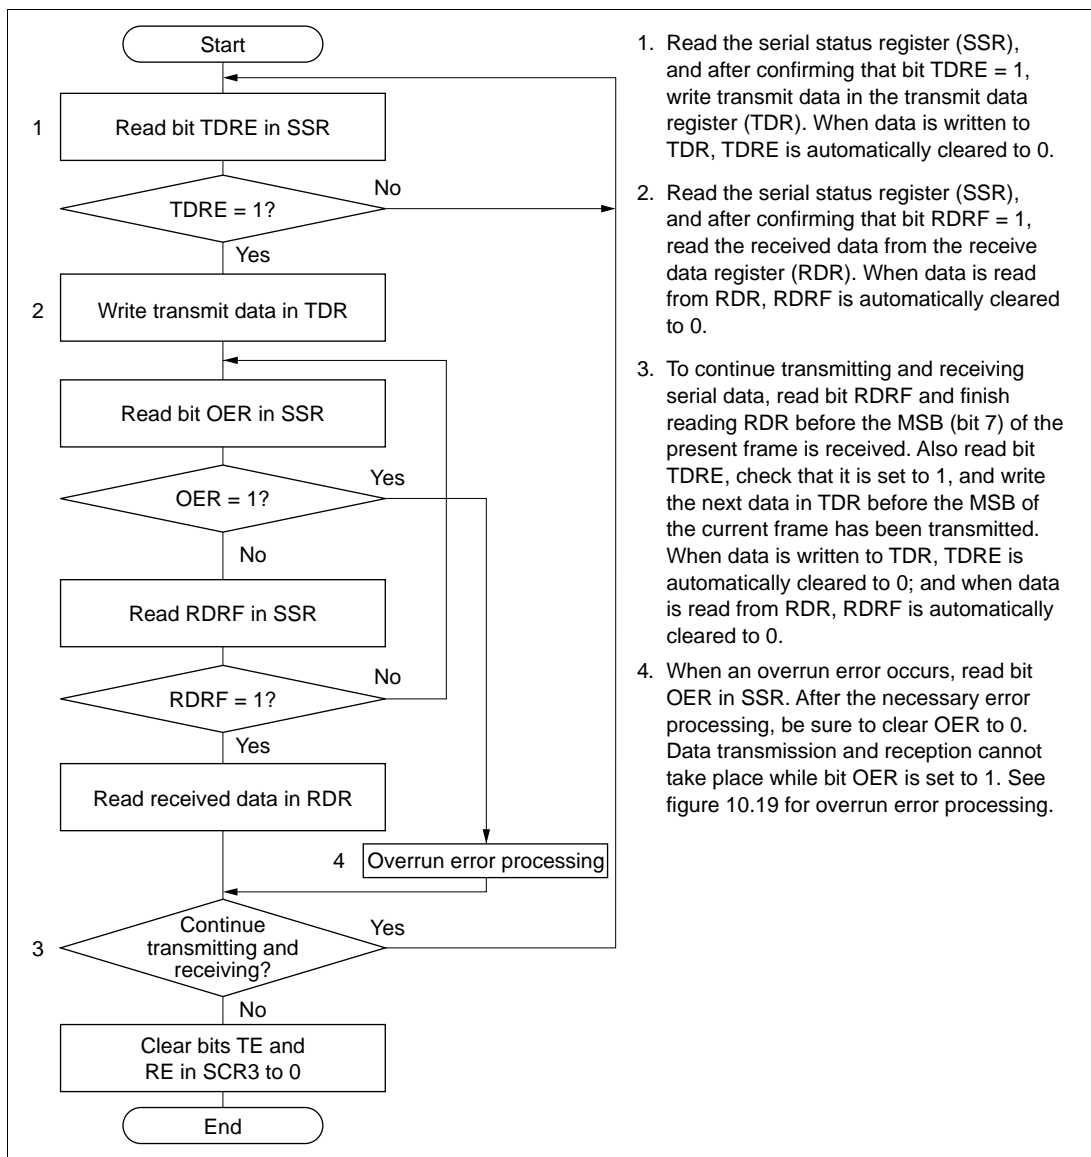 Start
1
Read bit TDRE in SSR
No
TDRE = 1?
Yes
2
Write transmit data in TDR
Read bit OER in SSR
Yes
OER = 1?
No
Read RDRF in SSR
No
RDRF = 1?
Yes
Read received data in RDR
4
Overrun error processing
Continue
transmitting and
receiving?
Yes
3
No
Clear bits TE and
RE in SCR3 to 0
End
1. Read the serial status register (SSR),
and after confirming that bit TDRE = 1,
write transmit data in the transmit data
register (TDR). When data is written to
TDR, TDRE is automatically cleared to 0.
2. Read the serial status register (SSR),
and after confirming that bit RDRF = 1,
read the received data from the receive
data register (RDR). When data is read
from RDR, RDRF is automatically cleared
to 0.
3. To continue transmitting and receiving
serial data, read bit RDRF and finish
reading RDR before the MSB (bit 7) of the
present frame is received. Also read bit
TDRE, check that it is set to 1, and write
the next data in TDR before the MSB of
the current frame has been transmitted.
When data is written to TDR, TDRE is
automatically cleared to 0; and when data
is read from RDR, RDRF is automatically
cleared to 0.
4. When an overrun error occurs, read bit
OER in SSR. After the necessary error
processing, be sure to clear OER to 0.
Data transmission and reception cannot
take place while bit OER is set to 1. See
figure 10.19 for overrun error processing.